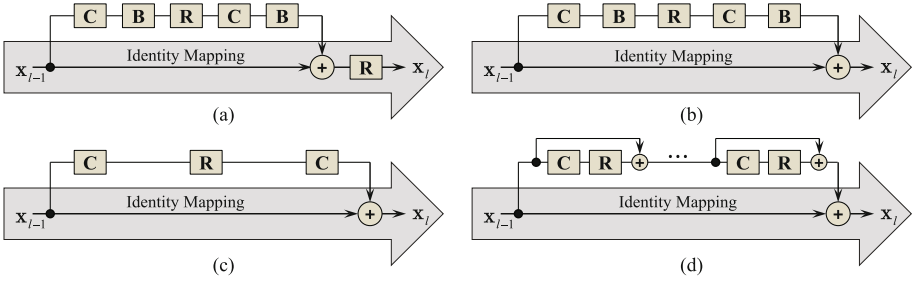 C B R C B
Identity Mapping
x_{l−1} + R x_l
(a)
C B R C B
Identity Mapping
x_{l−1} + x_l
(b)
C R C
Identity Mapping
x_{l−1} + x_l
(c)
C R + ... C R +
Identity Mapping
x_{l−1} + x_l
(d)